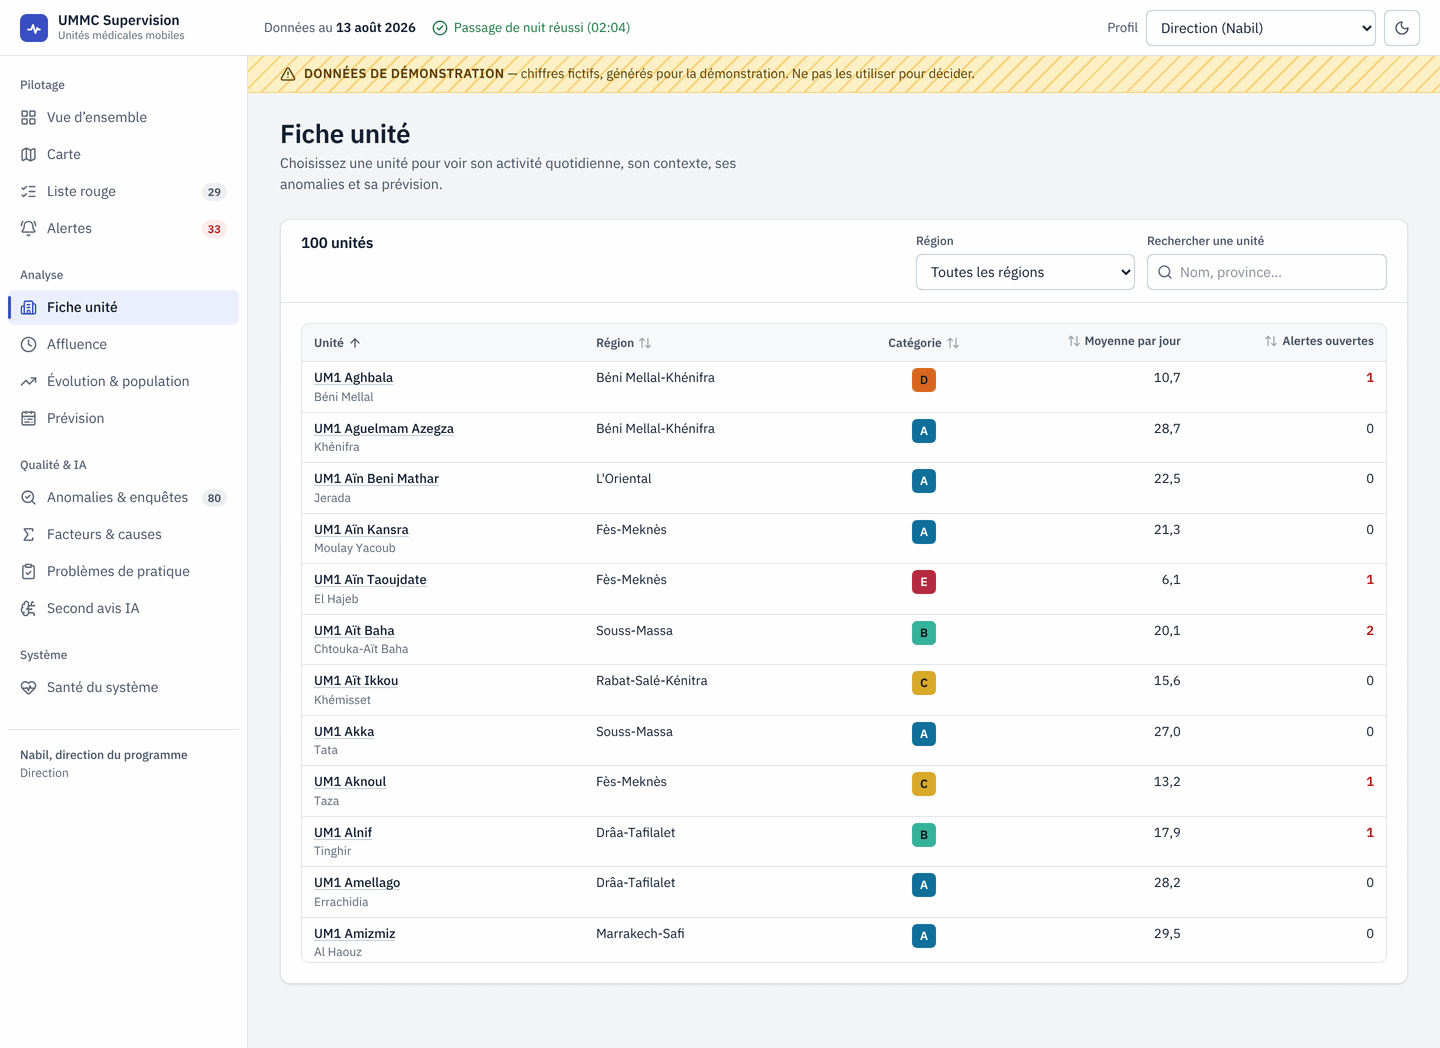 UMMC Supervision
Unités médicales mobiles
Données au 13 août 2026
Passage de nuit réussi (02:04)
Profil
Direction (Nabil)
DONNÉES DE DÉMONSTRATION — chiffres fictifs, générés pour la démonstration. Ne pas les utiliser pour décider.
Pilotage
Vue d’ensemble
Carte
Liste rouge 29
Alertes 33
Analyse
Fiche unité
Affluence
Évolution & population
Prévision
Qualité & IA
Anomalies & enquêtes 80
Facteurs & causes
Problèmes de pratique
Second avis IA
Système
Santé du système
Nabil, direction du programme
Direction
Fiche unité
Choisissez une unité pour voir son activité quotidienne, son contexte, ses
anomalies et sa prévision.
100 unités
Région
Toutes les régions
Rechercher une unité
Nom, province…
Unité Région Catégorie Moyenne par jour Alertes ouvertes
UM1 Aghbala Béni Mellal-Khénifra D 10,7 1
Béni Mellal
UM1 Aguelmam Azegza Béni Mellal-Khénifra A 28,7 0
Khénifra
UM1 Aïn Beni Mathar L'Oriental A 22,5 0
Jerada
UM1 Aïn Kansra Fès-Meknès A 21,3 0
Moulay Yacoub
UM1 Aïn Taoujdate Fès-Meknès E 6,1 1
El Hajeb
UM1 Aït Baha Souss-Massa B 20,1 2
Chtouka-Aït Baha
UM1 Aït Ikkou Rabat-Salé-Kénitra C 15,6 0
Khémisset
UM1 Akka Souss-Massa A 27,0 0
Tata
UM1 Aknoul Fès-Meknès C 13,2 1
Taza
UM1 Alnif Drâa-Tafilalet B 17,9 1
Tinghir
UM1 Amellago Drâa-Tafilalet A 28,2 0
Errachidia
UM1 Amizmiz Marrakech-Safi A 29,5 0
Al Haouz